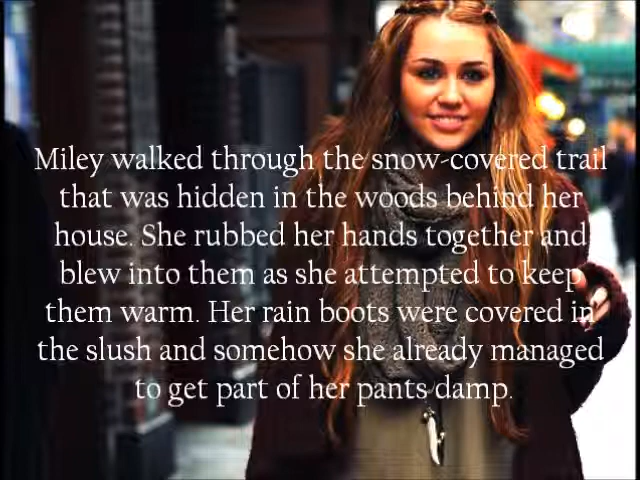 Miley walked through the snow-covered trail
that was hidden in the woods behind her
house. She rubbed her hands together and
blew into them as she attempted to keep
them warm. Her rain boots were covered in
the slush and somehow she already managed
to get part of her pants damp.